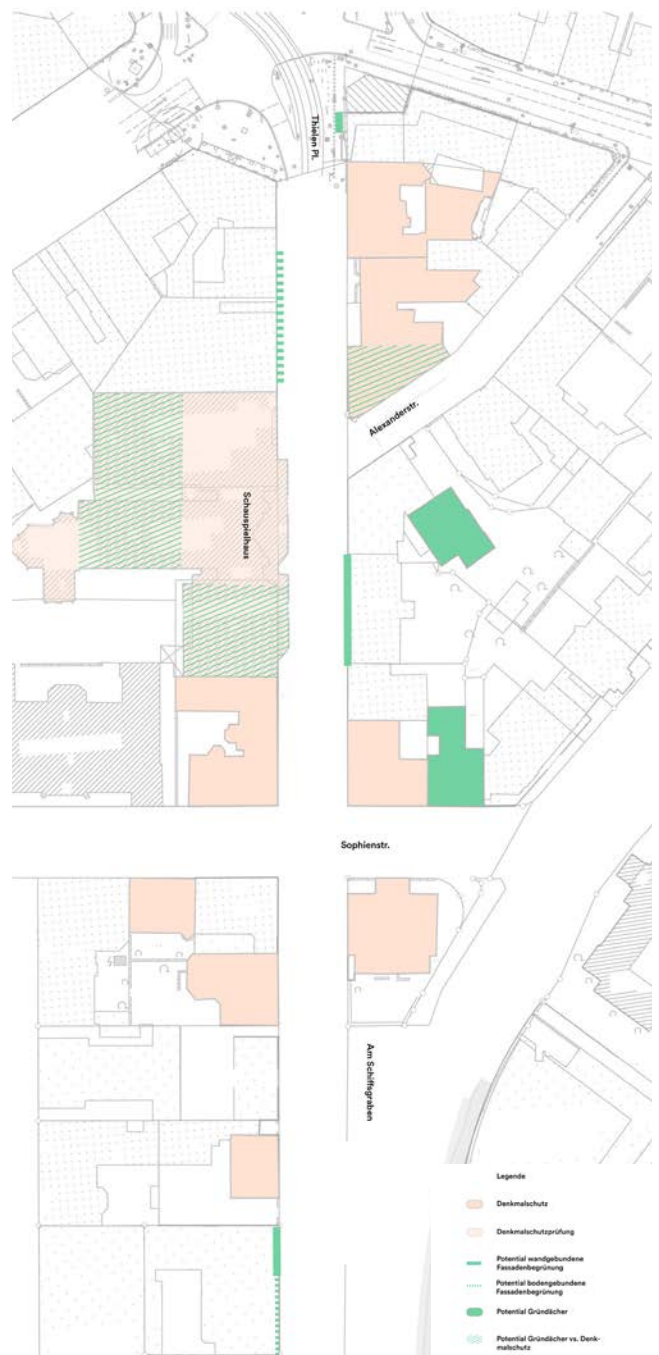 Thielen Pl.
Alexanderstr.
Schauspielhaus
Sophienstr.
Am Schiffsgraben
Legende
Denkmalschutz
Denkmalschutzprüfung
Potential wandgebundene
Fassadenbegrünung
Potential bodengebundene
Fassadenbegrünung
Potential Gründächer
Potential Gründächer vs. Denk-
malschutz